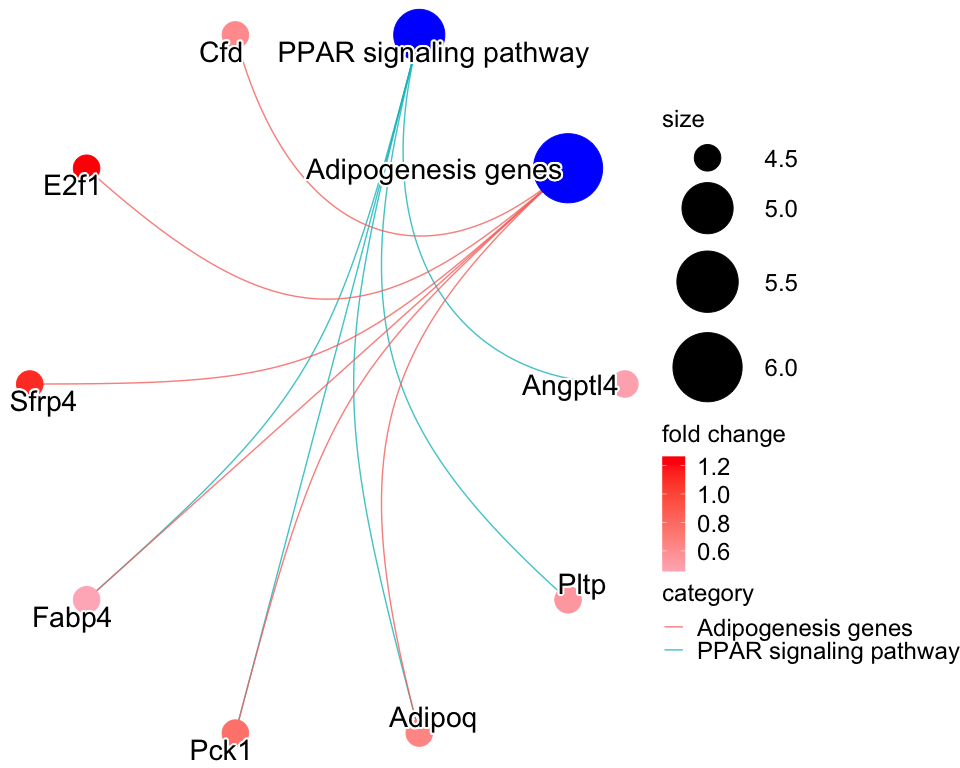 Cfd
PPAR signaling pathway
Adipogenesis genes
E2f1
Sfrp4
Angptl4
Fabp4
Pltp
Adipoq
Pck1
size
4.5
5.0
5.5
6.0
fold change
1.2
1.0
0.8
0.6
category
Adipogenesis genes
PPAR signaling pathway